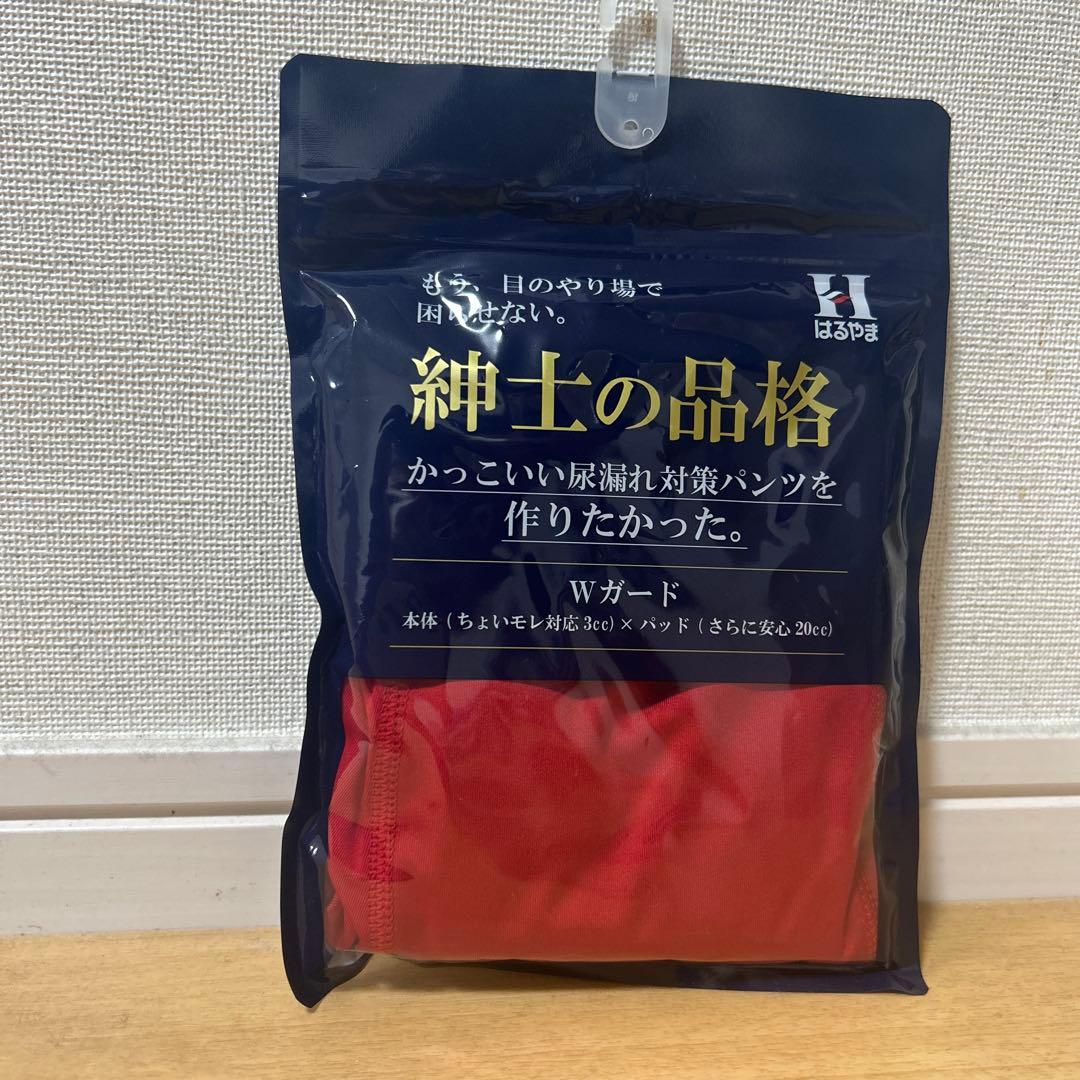 もう、目のやり場で
困らせない。
はるやま
紳士の品格
かっこいい尿漏れ対策パンツを
作りたかった。
Wガード
本体(ちょいモレ対応3cc)×パッド(さらに安心20cc)